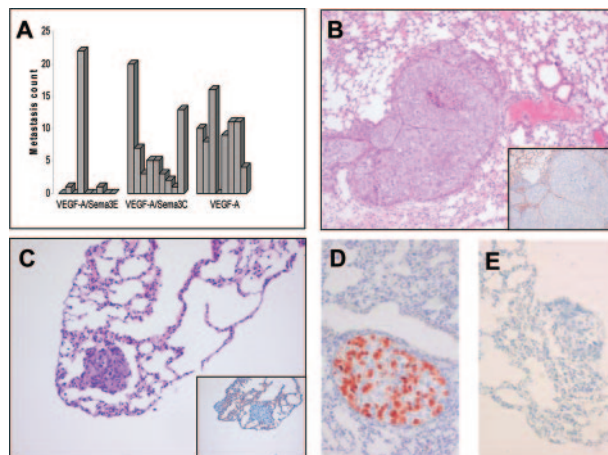 A
Metastasis count
25
20
15
10
5
0
VEGF-A/Sema3E
VEGF-A/Sema3C
VEGF-A
B
C
D
E